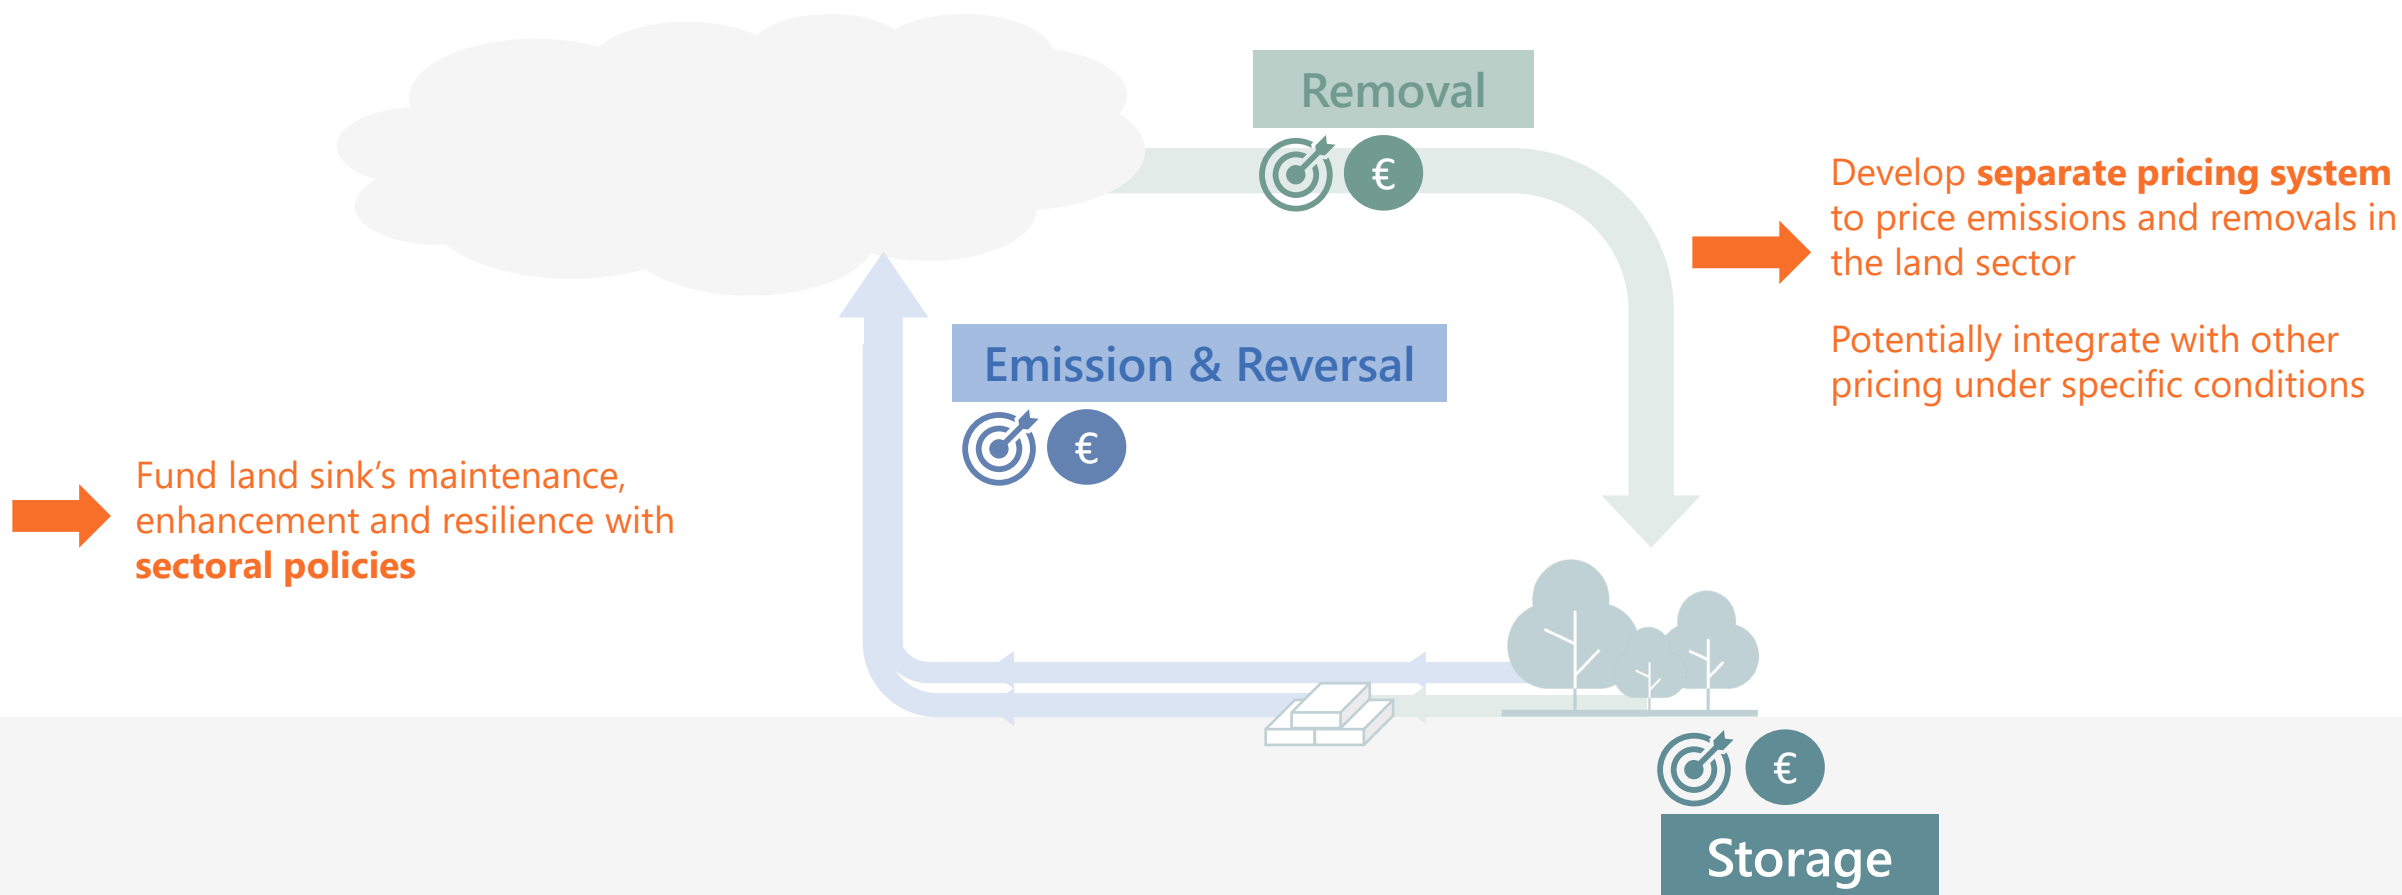 Removal
€
Develop separate pricing system
to price emissions and removals in
the land sector
Potentially integrate with other
pricing under specific conditions
Emission & Reversal
€
Fund land sink’s maintenance,
enhancement and resilience with
sectoral policies
€
Storage